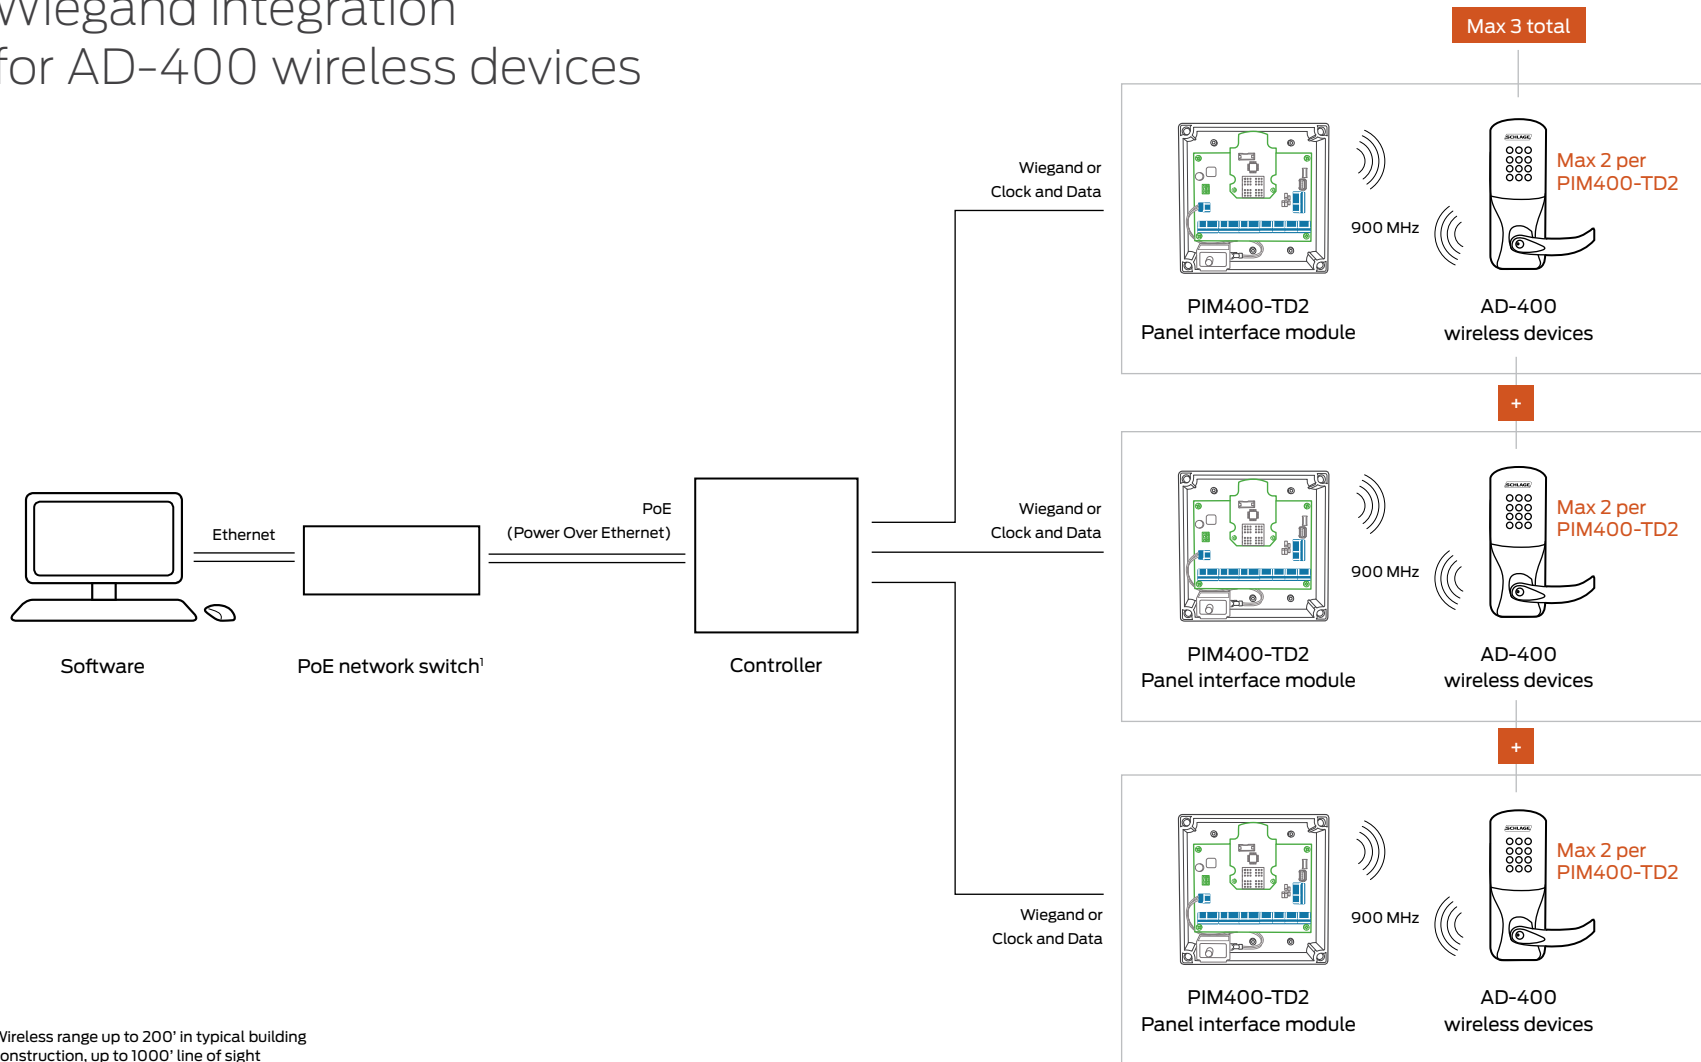 Wiegand integration
for AD-400 wireless devices
Max 3 total
Wiegand or
Clock and Data
900 MHz
SCHLAGE
Max 2 per
PIM400-TD2
PIM400-TD2
Panel interface module
AD-400
wireless devices
+
Software
Ethernet
PoE network switch¹
PoE
(Power Over Ethernet)
Controller
Wiegand or
Clock and Data
900 MHz
SCHLAGE
Max 2 per
PIM400-TD2
PIM400-TD2
Panel interface module
AD-400
wireless devices
+
Wiegand or
Clock and Data
900 MHz
SCHLAGE
Max 2 per
PIM400-TD2
PIM400-TD2
Panel interface module
AD-400
wireless devices
Wireless range up to 200' in typical building
construction, up to 1000' line of sight